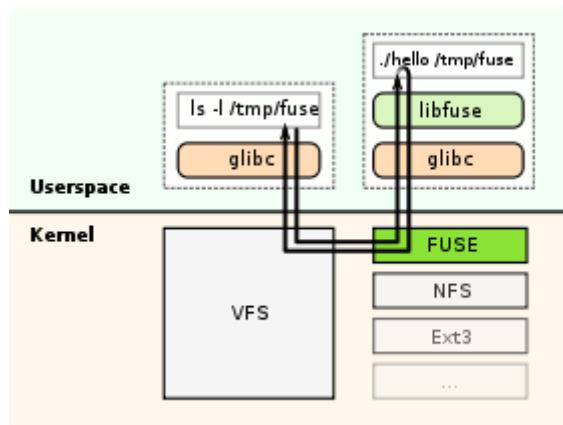 ./hello /tmp/fuse
ls -l /tmp/fuse
libfuse
glibc
glibc
Userspace
Kernel
FUSE
NFS
VFS
Ext3
...